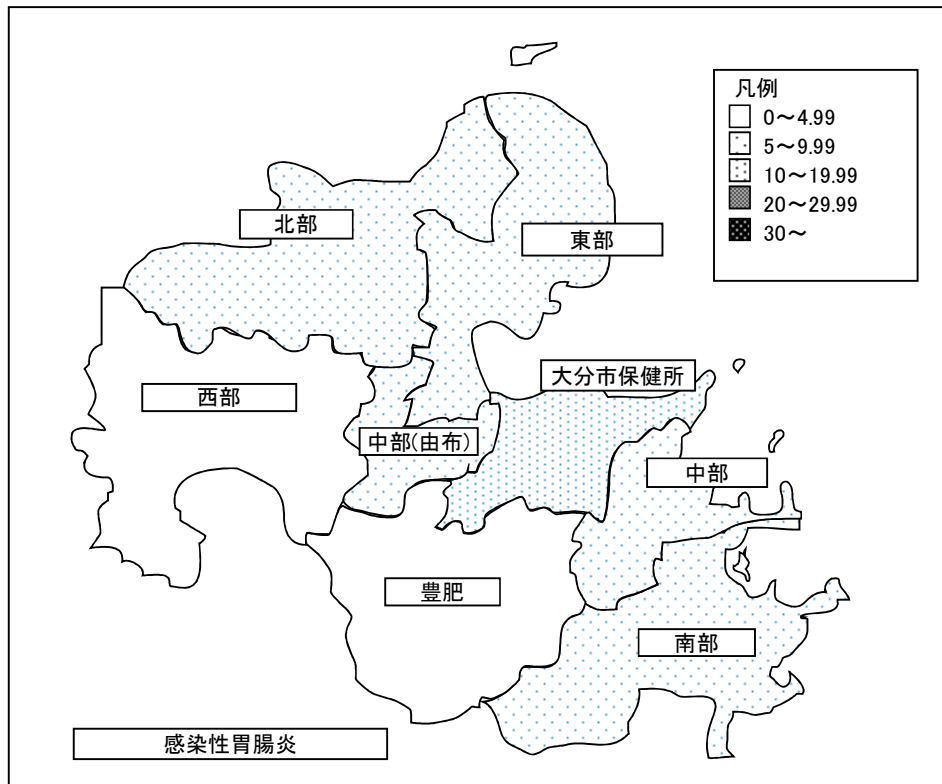 凡例
0～4.99
5～9.99
10～19.99
20～29.99
30～
北部
東部
大分市保健所
西部
中部(由布)
中部
豊肥
南部
感染性胃腸炎